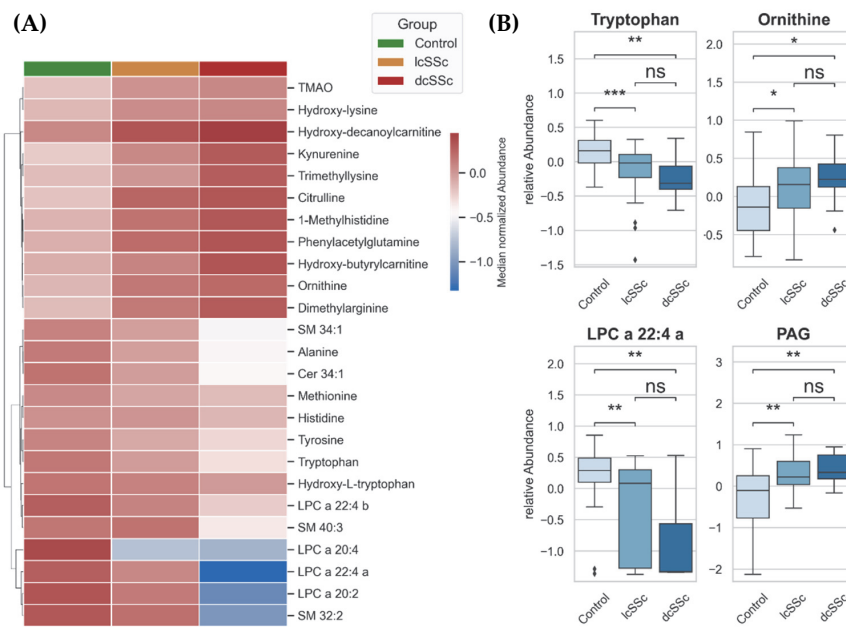 (A)
Group
Control
lcSSc
dcSSc
TMAO
Hydroxy-lysine
Hydroxy-decanoylcarnitine
Kynurenine
Trimethyllysine
Citrulline
1-Methylhistidine
Phenylacetylglutamine
Hydroxy-butyrylcarnitine
Ornithine
Dimethylarginine
SM 34:1
Alanine
Cer 34:1
Methionine
Histidine
Tyrosine
Tryptophan
Hydroxy-L-tryptophan
LPC a 22:4 b
SM 40:3
LPC a 20:4
LPC a 22:4 a
LPC a 20:2
SM 32:2
0.0
−0.5
−1.0
Median normalized Abundance
(B)
Tryptophan
relative Abundance
1.5
1.0
0.5
0.0
−0.5
−1.0
−1.5
**
ns
***
Control
lcSSc
dcSSc
Ornithine
2.0
1.5
1.0
0.5
0.0
−0.5
*
ns
*
Control
lcSSc
dcSSc
LPC a 22:4 a
relative Abundance
2.5
2.0
1.5
1.0
0.5
0.0
−0.5
−1.0
**
ns
**
Control
lcSSc
dcSSc
PAG
3
2
1
0
−1
−2
**
ns
**
Control
lcSSc
dcSSc